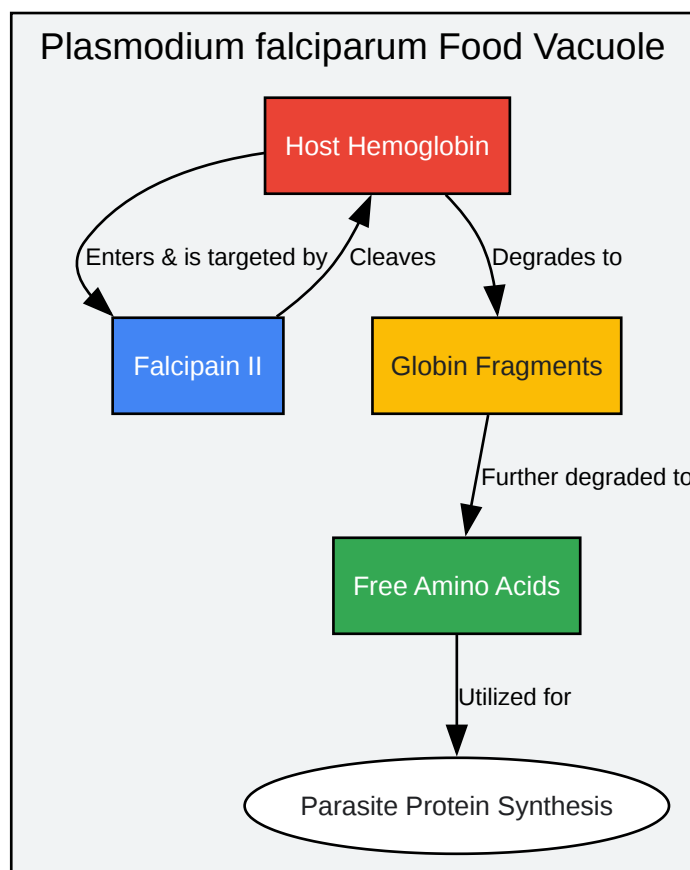 Plasmodium falciparum Food Vacuole
Host Hemoglobin
Enters & is targeted by
Cleaves
Degrades to
Falcipain II
Globin Fragments
Further degraded to
Free Amino Acids
Utilized for
Parasite Protein Synthesis